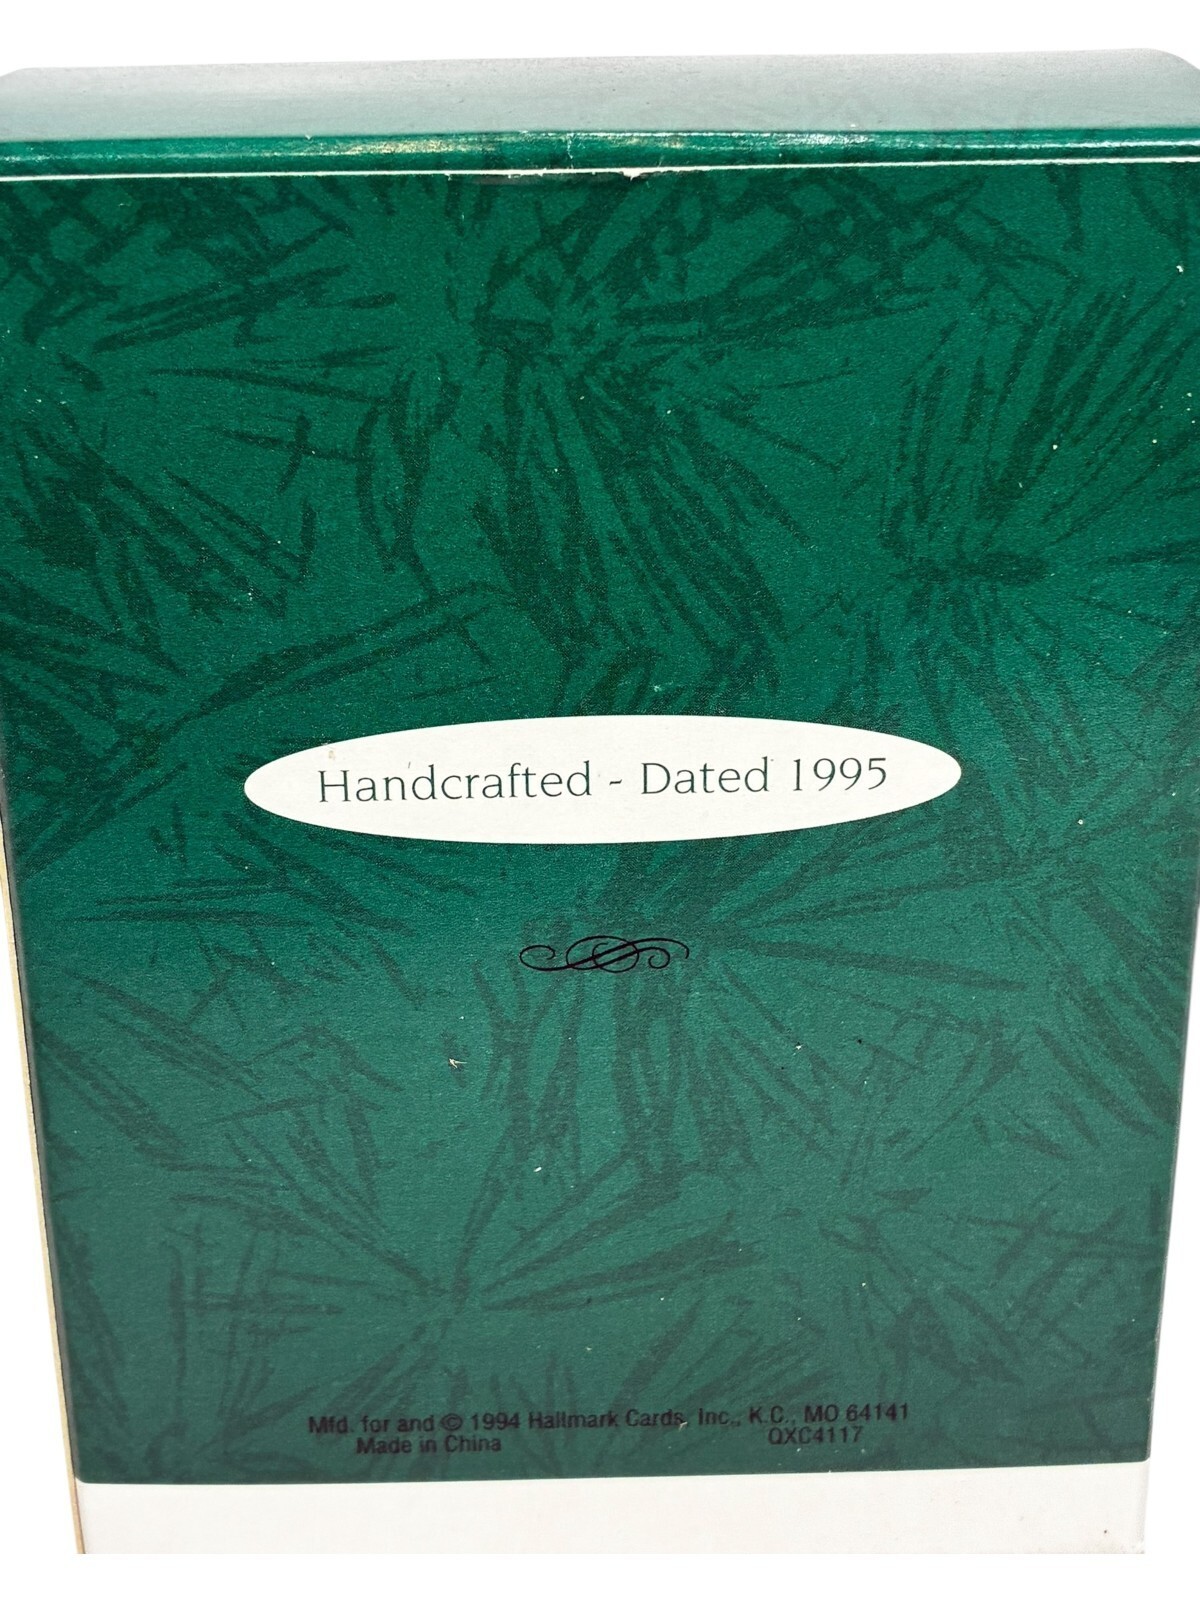 Handcrafted - Dated 1995
Mfd. for and © 1994 Hallmark Cards, Inc., K.C., MO 64141
Made in China QXC4117